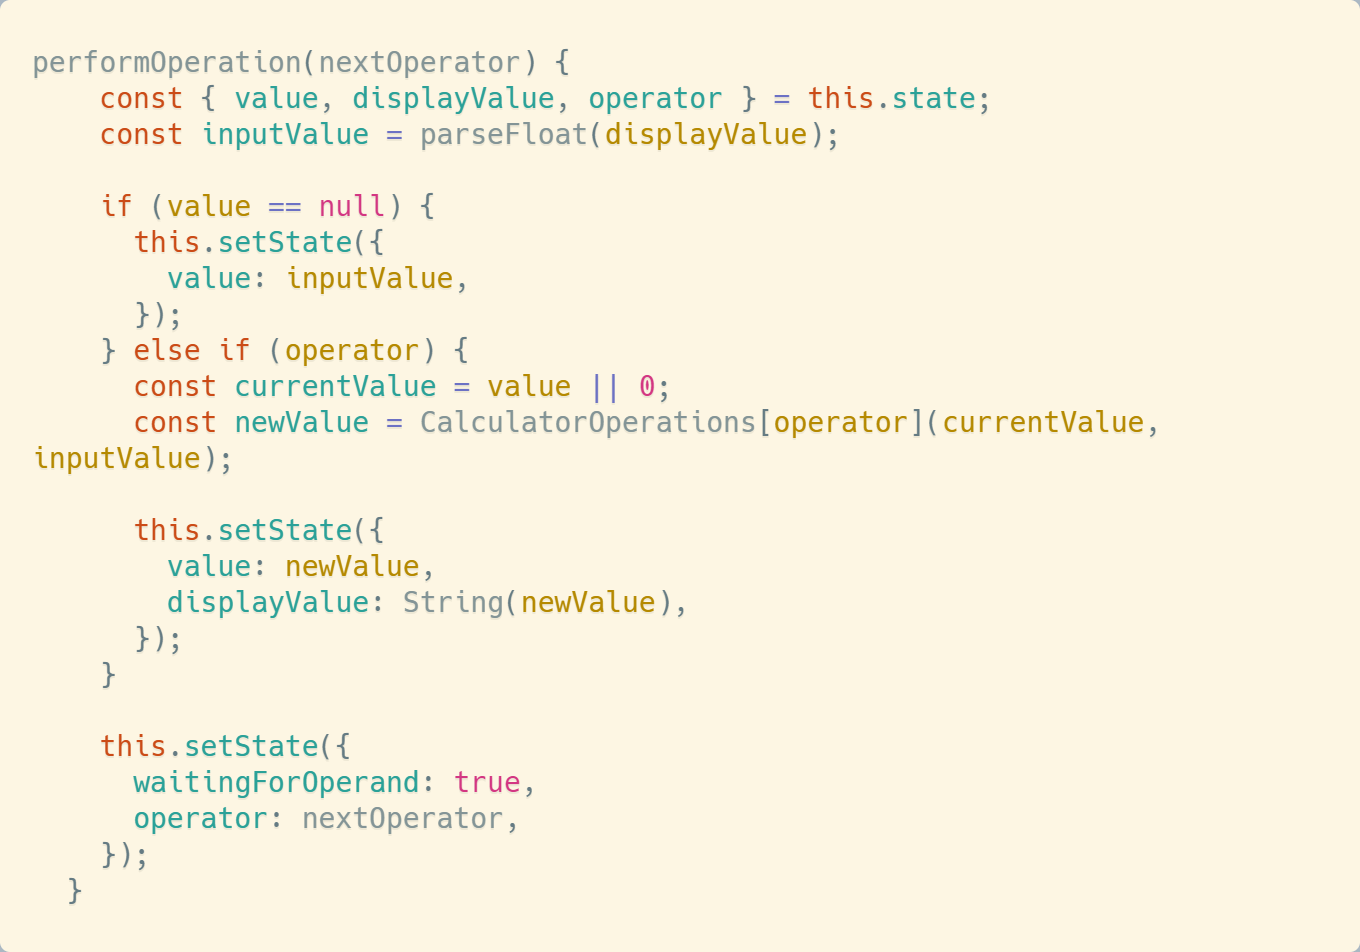 performOperation(nextOperator) {
    const { value, displayValue, operator } = this.state;
    const inputValue = parseFloat(displayValue);

    if (value == null) {
      this.setState({
        value: inputValue,
      });
    } else if (operator) {
      const currentValue = value || 0;
      const newValue = CalculatorOperations[operator](currentValue,
inputValue);

      this.setState({
        value: newValue,
        displayValue: String(newValue),
      });
    }

    this.setState({
      waitingForOperand: true,
      operator: nextOperator,
    });
  }